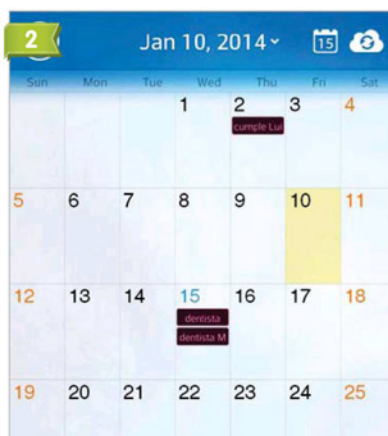 2
Jan 10, 2014
15
Sun Mon Tue Wed Thu Fri Sat
1 2 3 4
cumple Lui
5 6 7 8 9 10 11
12 13 14 15 16 17 18
dentista
dentista M
19 20 21 22 23 24 25